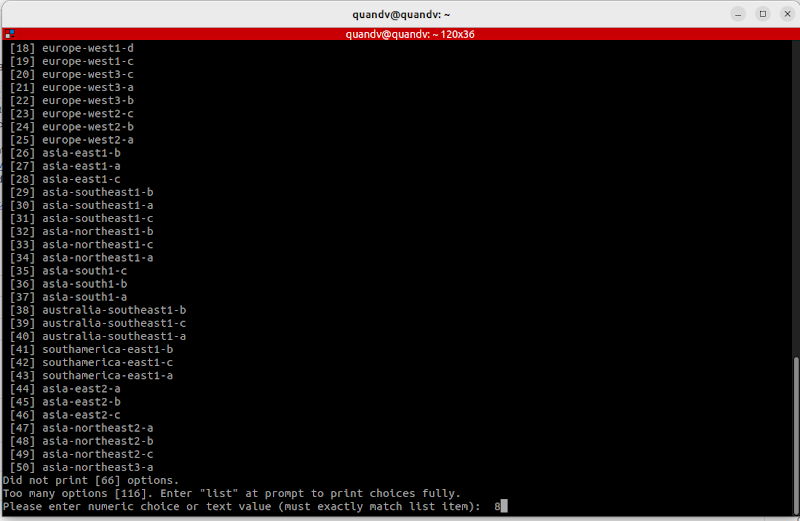 quandv@quandv: ~
quandv@quandv: ~ 120x36
[18] europe-west1-d
[19] europe-west1-c
[20] europe-west3-c
[21] europe-west3-a
[22] europe-west3-b
[23] europe-west2-c
[24] europe-west2-b
[25] europe-west2-a
[26] asia-east1-b
[27] asia-east1-a
[28] asia-east1-c
[29] asia-southeast1-b
[30] asia-southeast1-a
[31] asia-southeast1-c
[32] asia-northeast1-b
[33] asia-northeast1-c
[34] asia-northeast1-a
[35] asia-south1-c
[36] asia-south1-b
[37] asia-south1-a
[38] australia-southeast1-b
[39] australia-southeast1-c
[40] australia-southeast1-a
[41] southamerica-east1-b
[42] southamerica-east1-c
[43] southamerica-east1-a
[44] asia-east2-a
[45] asia-east2-b
[46] asia-east2-c
[47] asia-northeast2-a
[48] asia-northeast2-b
[49] asia-northeast2-c
[50] asia-northeast3-a
Did not print [66] options.
Too many options [116]. Enter "list" at prompt to print choices fully.
Please enter numeric choice or text value (must exactly match list item):  8